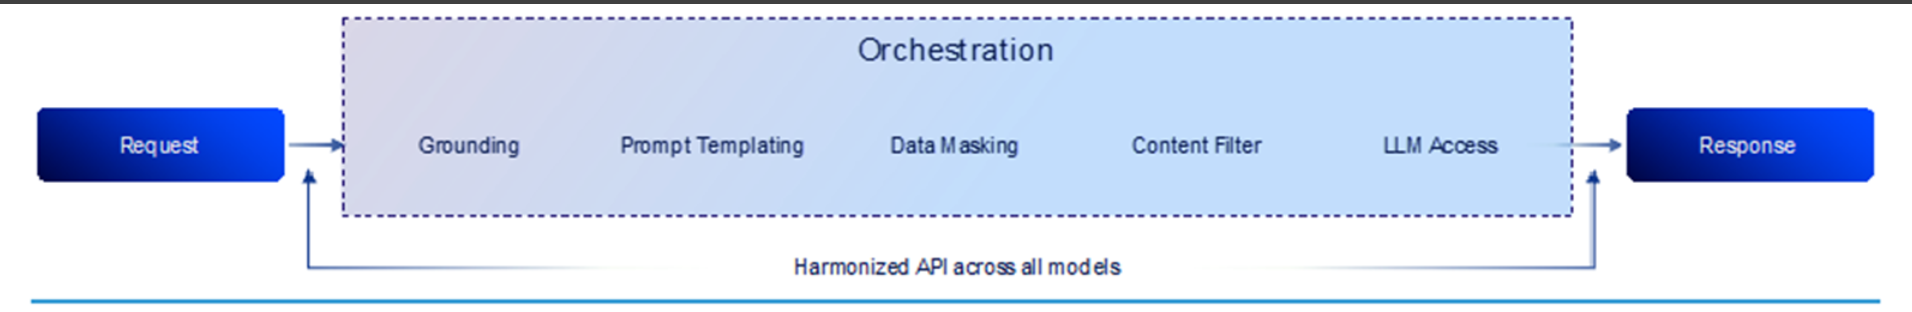 Orchestration
Request
Grounding
Prompt Templating
Data Masking
Content Filter
LLM Access
Response
Harmonized API across all models